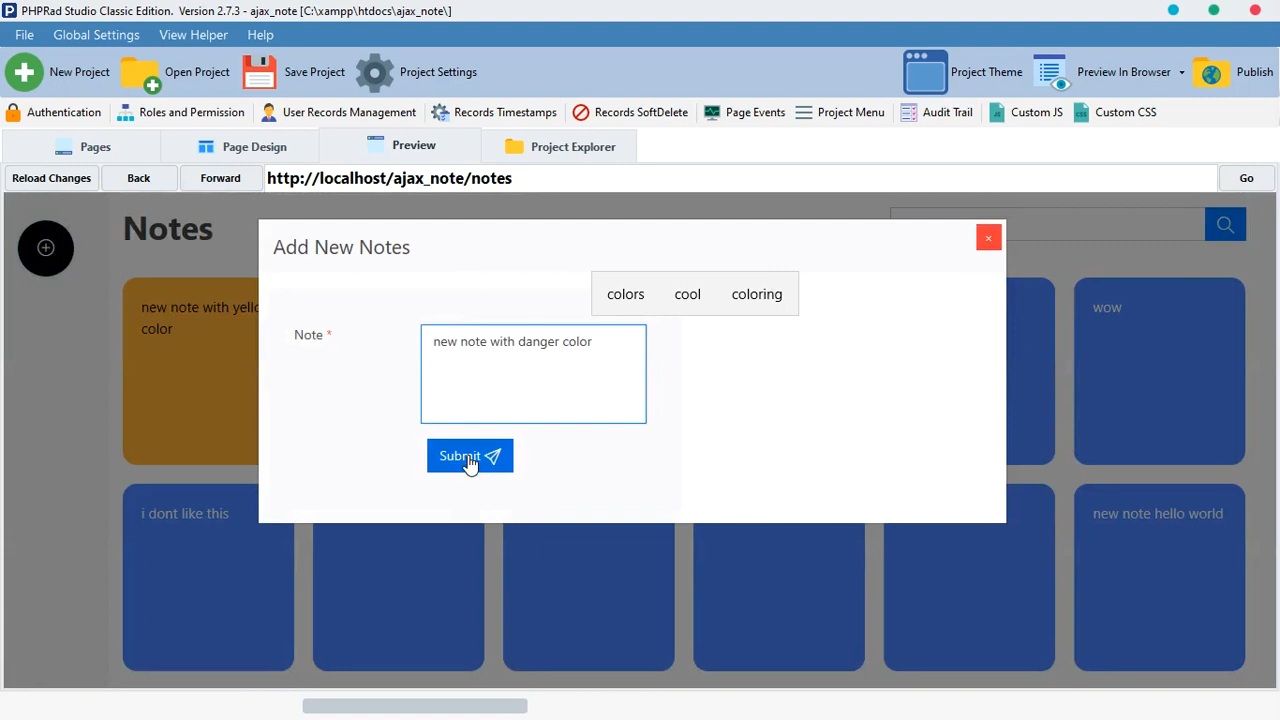 PHPRad Studio Classic Edition. Version 2.7.3 - ajax_note [C:\xampp\htdocs\ajax_note\]
File Global Settings View Helper Help
New Project Open Project Save Project Project Settings Project Theme Preview In Browser Publish
Authentication Roles and Permission User Records Management Records Timestamps Records SoftDelete Page Events Project Menu Audit Trail Custom JS Custom CSS
Pages Page Design Preview Project Explorer
Reload Changes Back Forward http://localhost/ajax_note/notes Go
Notes
Add New Notes
×
colors cool coloring
new note with yello
color
wow
Note *
new note with danger color
Submit
i dont like this
new note hello world